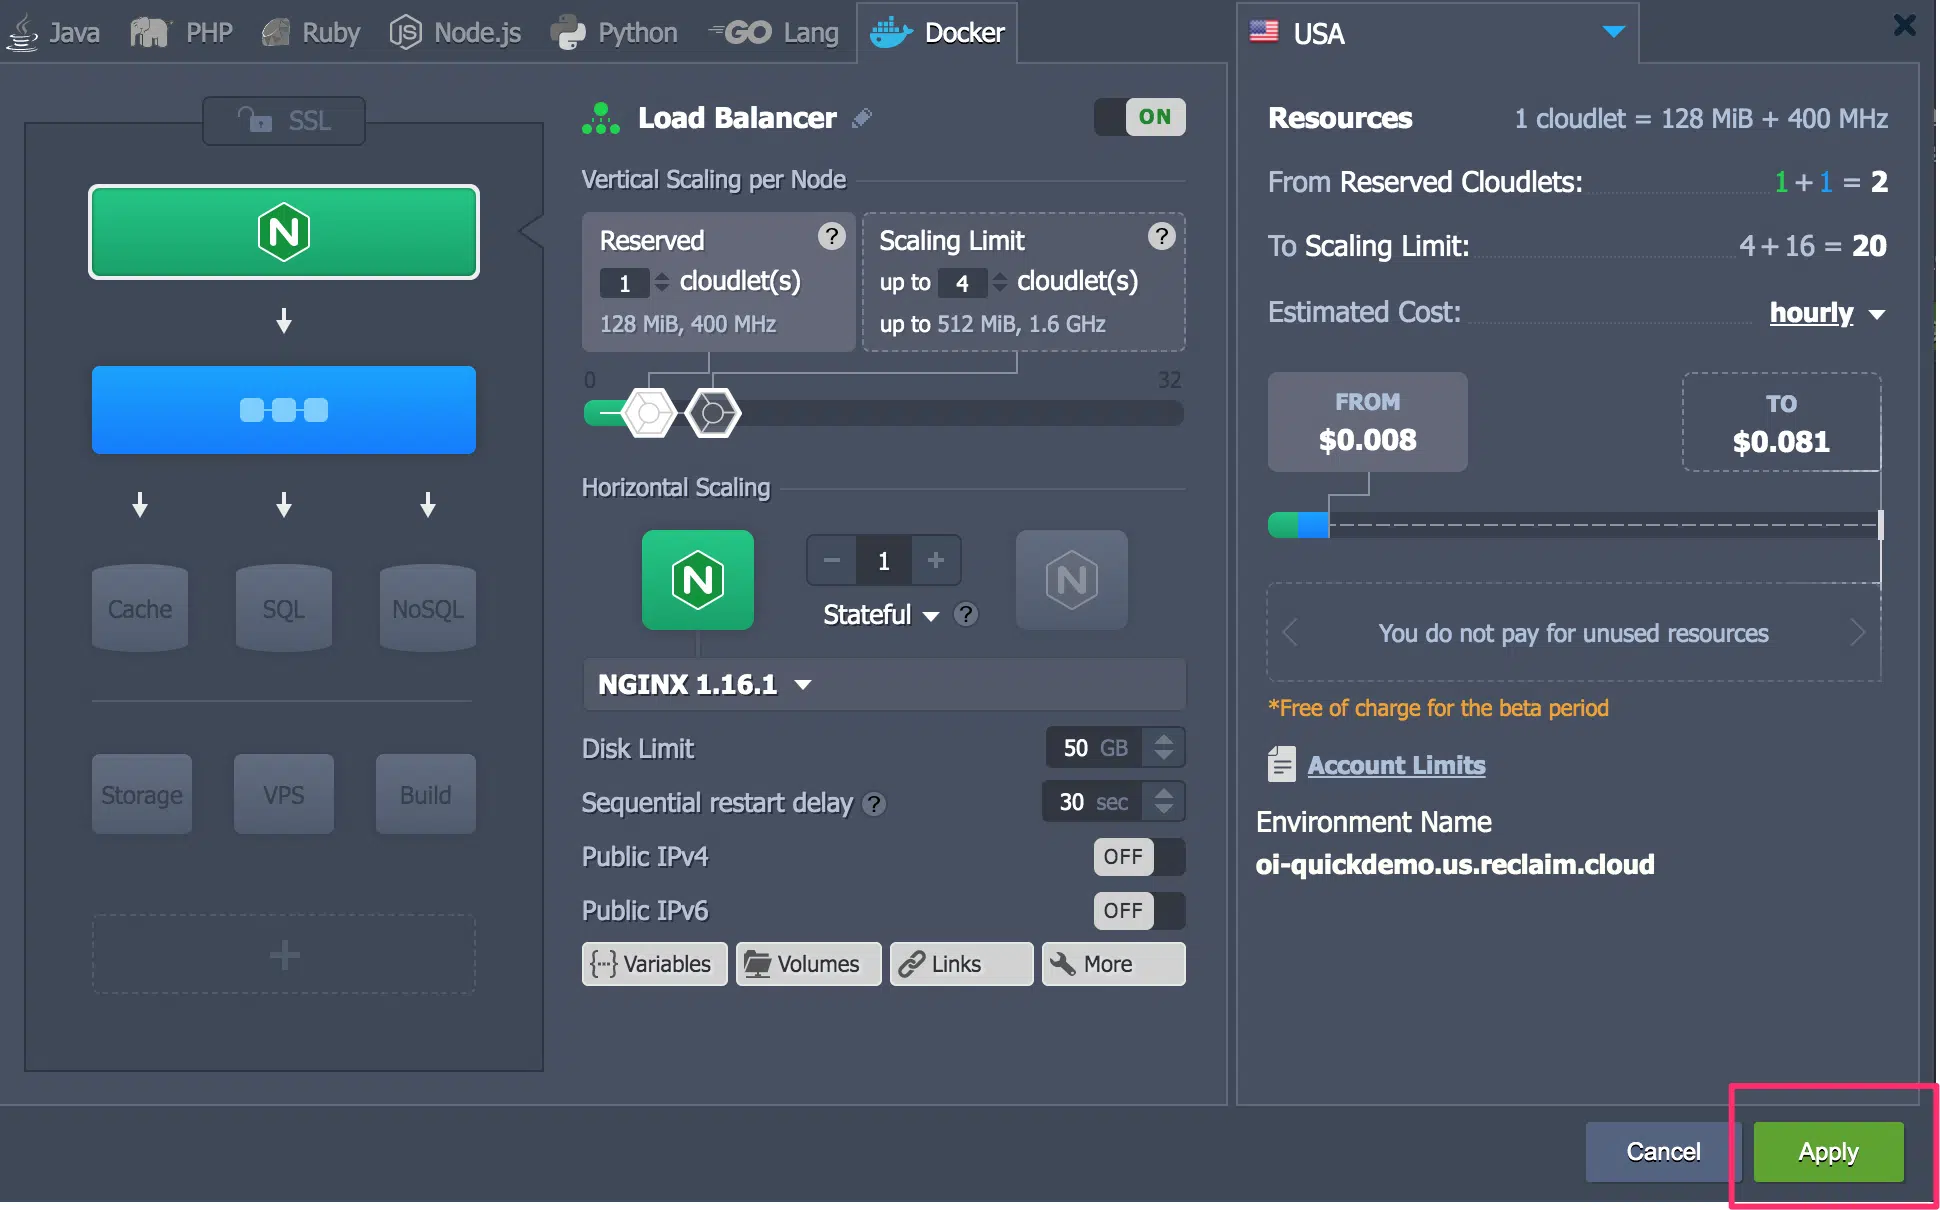 Java PHP Ruby JS Node.js Python GO Lang Docker
USA
SSL
N
Cache SQL NoSQL
Storage VPS Build
+
Load Balancer ON
Vertical Scaling per Node
Reserved ?
1 cloudlet(s)
128 MiB, 400 MHz
Scaling Limit ?
up to 4 cloudlet(s)
up to 512 MiB, 1.6 GHz
0 32
Horizontal Scaling
N − 1 + N
Stateful ?
NGINX 1.16.1
Disk Limit 50 GB
Sequential restart delay ? 30 sec
Public IPv4 OFF
Public IPv6 OFF
Variables Volumes Links More
Resources 1 cloudlet = 128 MiB + 400 MHz
From Reserved Cloudlets: 1 + 1 = 2
To Scaling Limit: 4 + 16 = 20
Estimated Cost: hourly
FROM
$0.008
TO
$0.081
You do not pay for unused resources
*Free of charge for the beta period
Account Limits
Environment Name
oi-quickdemo.us.reclaim.cloud
Cancel Apply